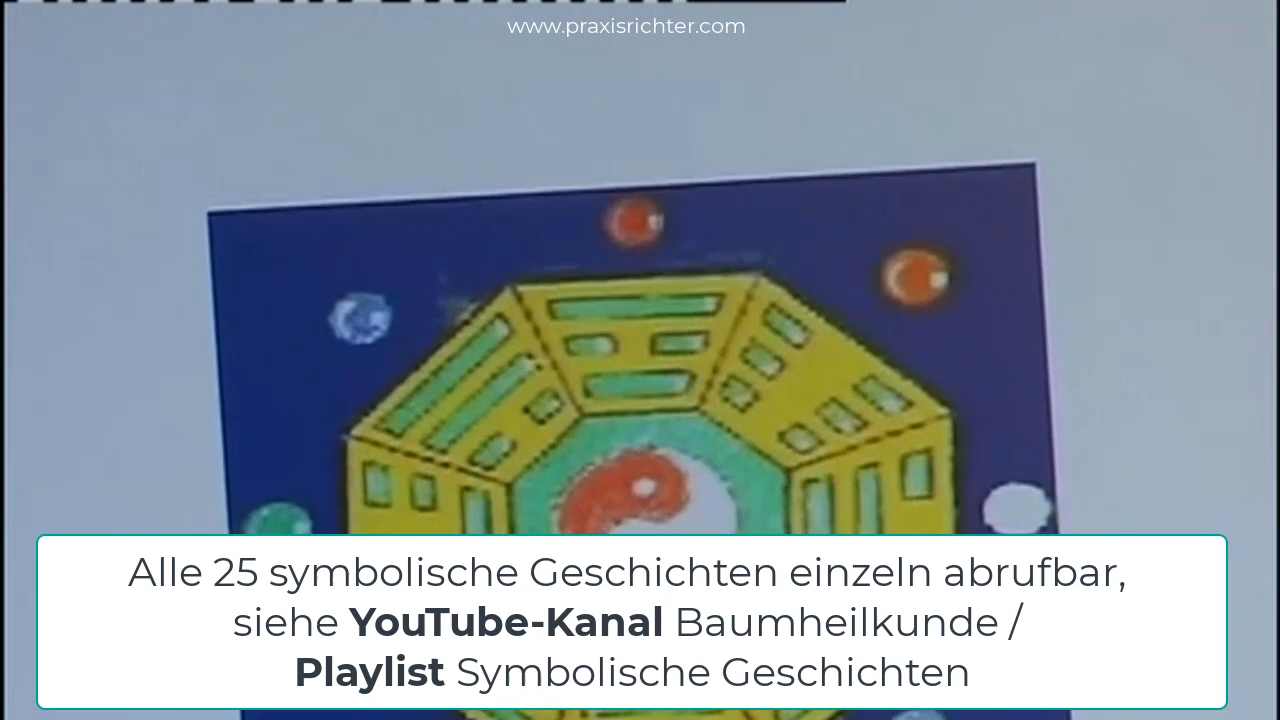 www.praxisrichter.com
Alle 25 symbolische Geschichten einzeln abrufbar,
siehe YouTube-Kanal Baumheilkunde /
Playlist Symbolische Geschichten